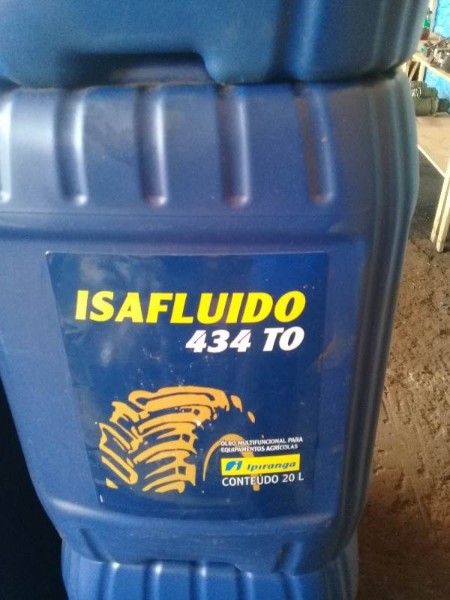 ISAFLUIDO
434 TO
ÓLEO MULTIFUNCIONAL PARA
EQUIPAMENTOS AGRÍCOLAS
Ipiranga
CONTEÚDO 20 L